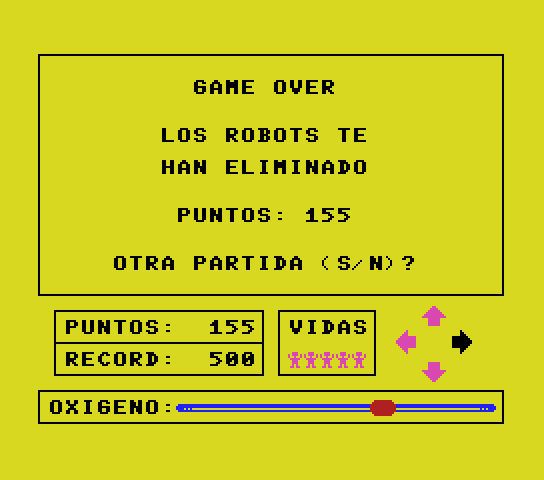 GAME OVER
LOS ROBOTS TE
HAN ELIMINADO
PUNTOS: 155
OTRA PARTIDA (S/N)?
PUNTOS: 155
RECORD: 500
VIDAS
OXIGENO: